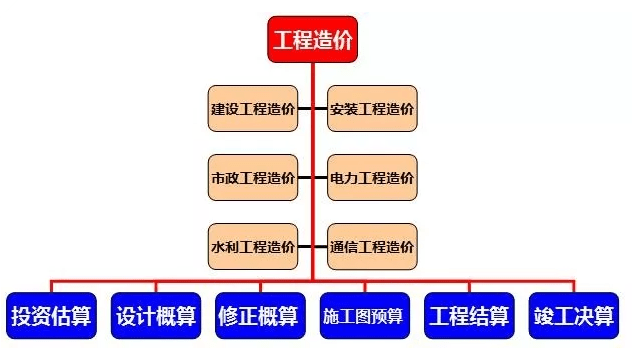 工程造价
建设工程造价
安装工程造价
市政工程造价
电力工程造价
水利工程造价
通信工程造价
投资估算
设计概算
修正概算
施工图预算
工程结算
竣工决算